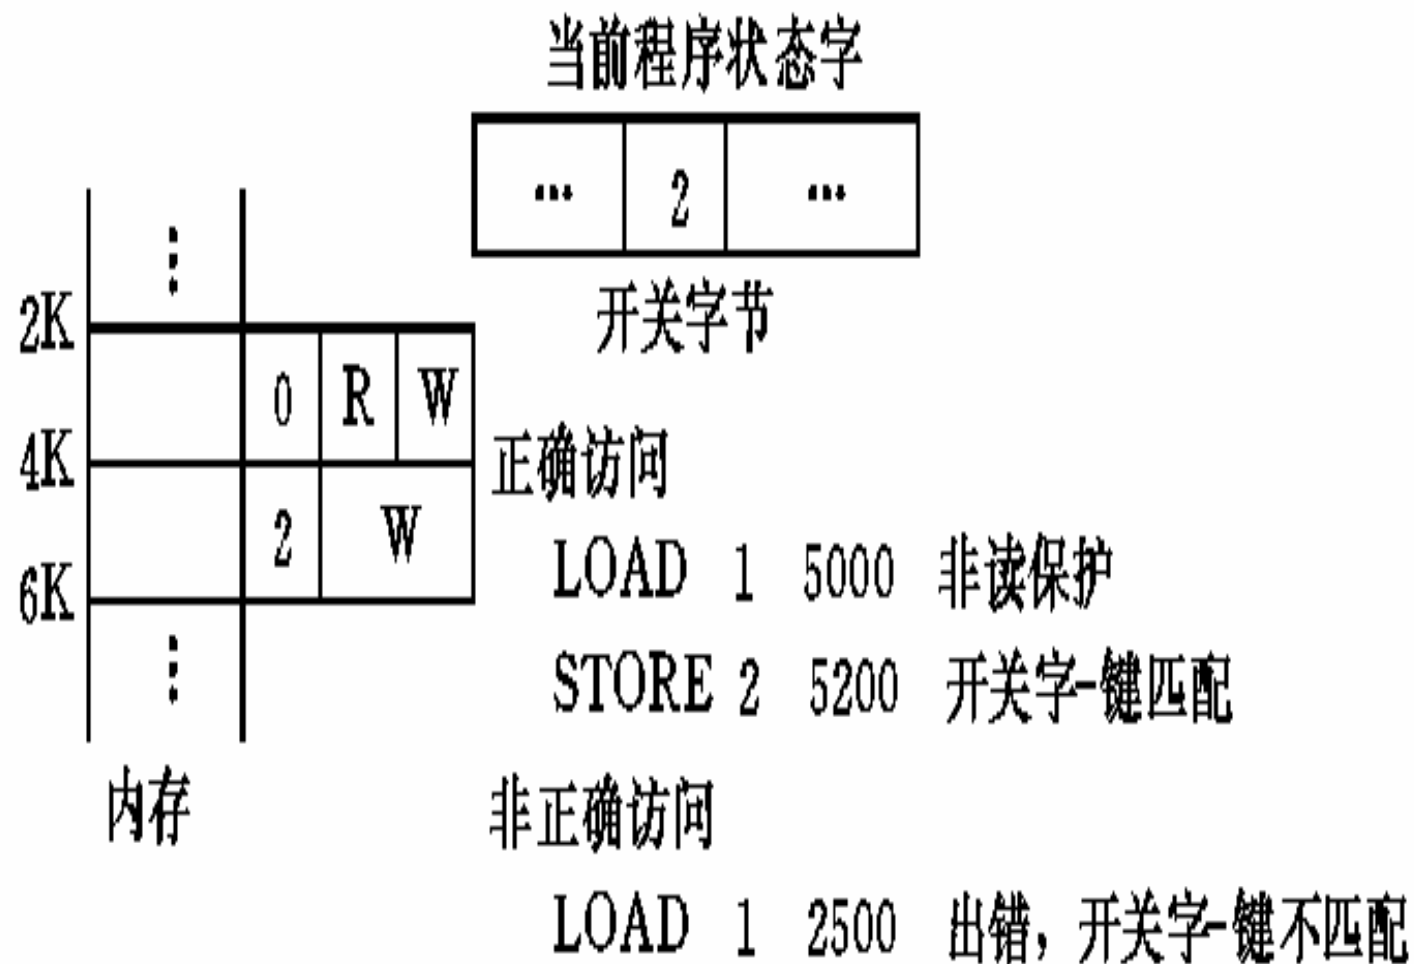 当前程序状态字
… 2 …
开关字节
⋮
2K
0 R W
4K
2 W
6K
⋮
内存
正确访问
LOAD 1 5000 非读保护
STORE 2 5200 开关字-键匹配
非正确访问
LOAD 1 2500 出错，开关字-键不匹配